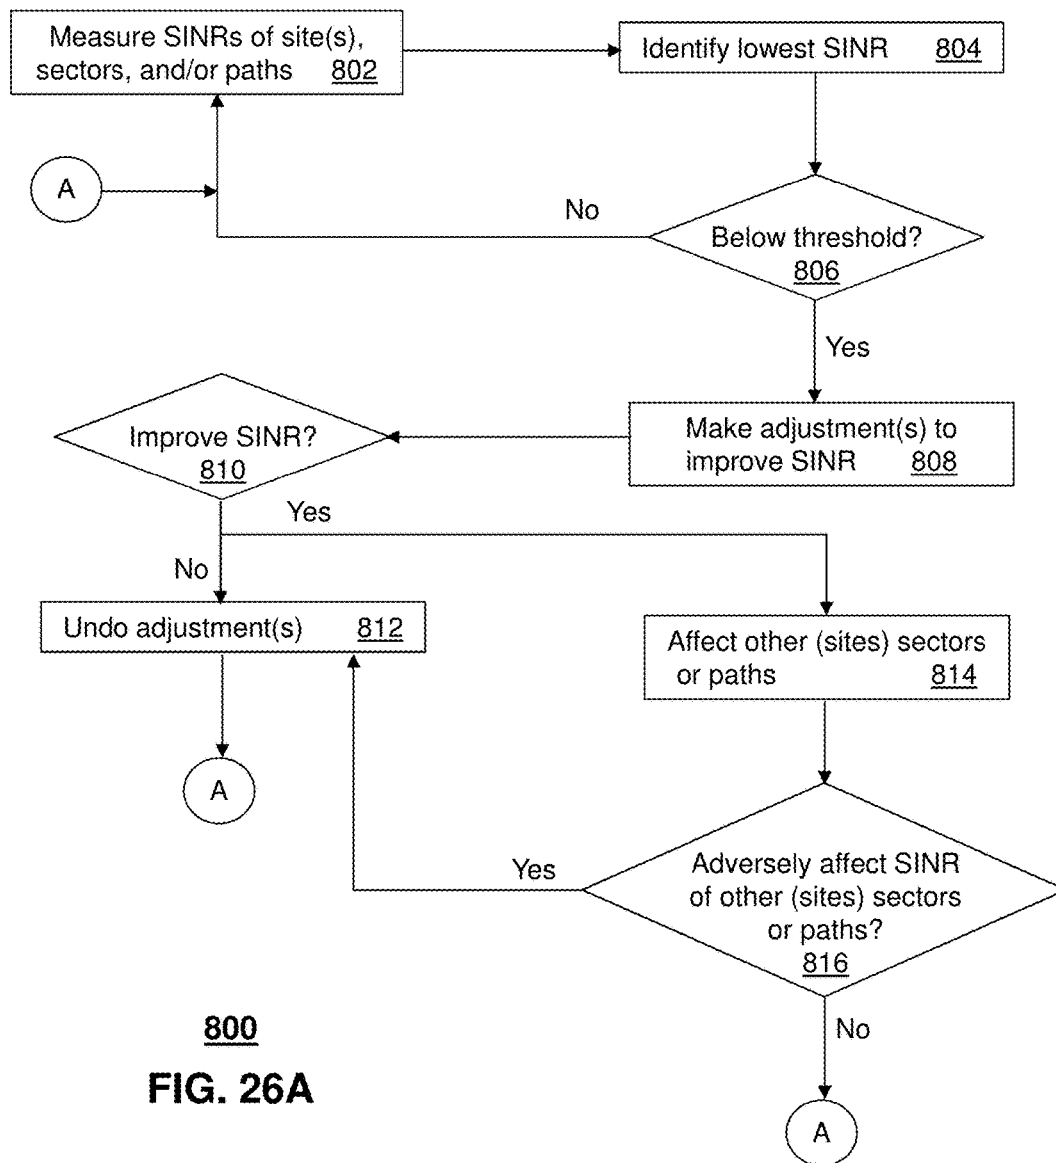 Measure SINRs of site(s),
sectors, and/or paths 802
Identify lowest SINR 804
A
No
Below threshold?
806
Yes
Improve SINR?
810
Make adjustment(s) to
improve SINR 808
Yes
No
Undo adjustment(s) 812
Affect other (sites) sectors
or paths 814
A
Yes
Adversely affect SINR
of other (sites) sectors
or paths?
816
800
No
FIG. 26A
A